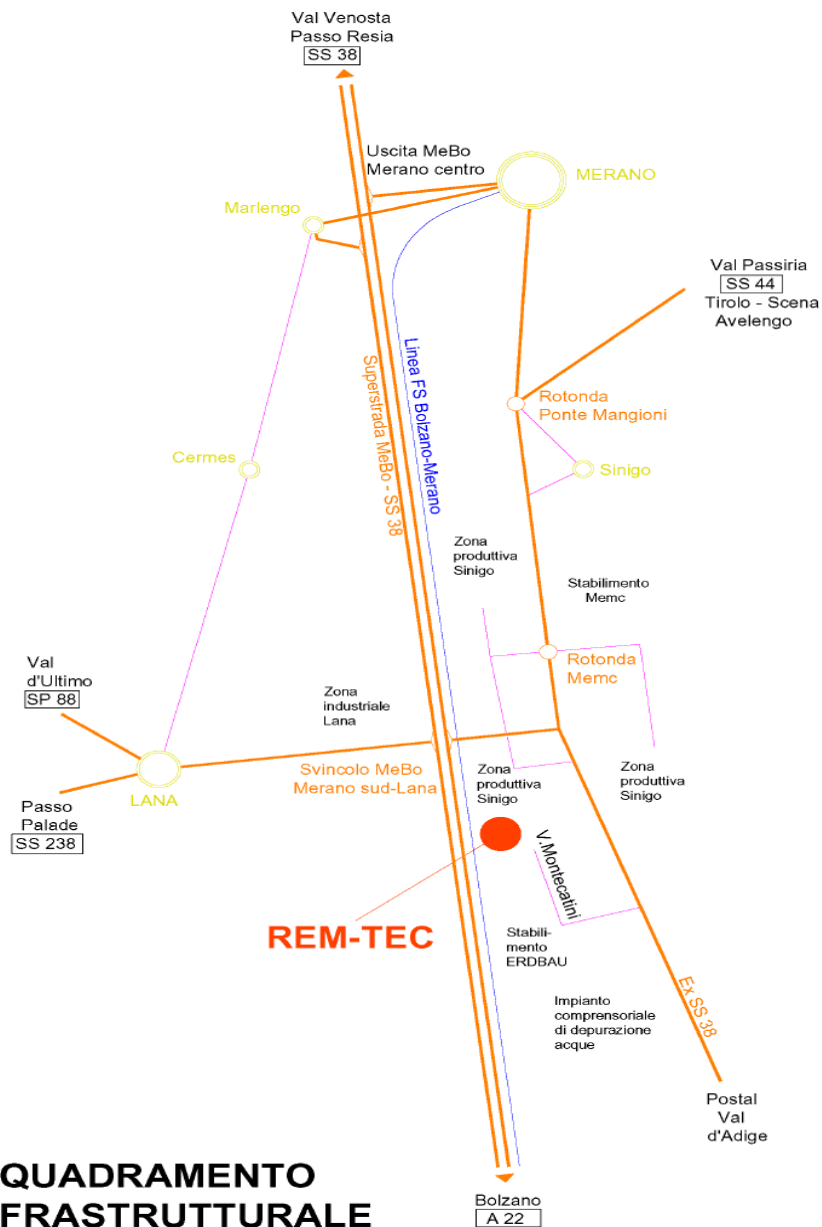 Val Venosta
Passo Resia
SS 38
Uscita MeBo
Merano centro
MERANO
Marlengo
Val Passiria
SS 44
Tirolo - Scena
Avelengo
Linea FS Bolzano-Merano
Superstrada MeBo - SS 38
Rotonda
Ponte Mangioni
Cermes
Sinigo
Zona
produttiva
Sinigo
Stabilimento
Memc
Rotonda
Memc
Val
d'Ultimo
SP 88
Zona
industriale
Lana
Svincolo MeBo
Merano sud-Lana
LANA
Passo
Palade
SS 238
Zona
produttiva
Sinigo
Zona
produttiva
Sinigo
V.Montecatini
REM-TEC
Stabili-
mento
ERDBAU
Impianto
comprensoriale
di depurazione
acque
Ex SS 38
Postal
Val
d'Adige
QUADRAMENTO
FRASTRUTTURALE
Bolzano
A 22